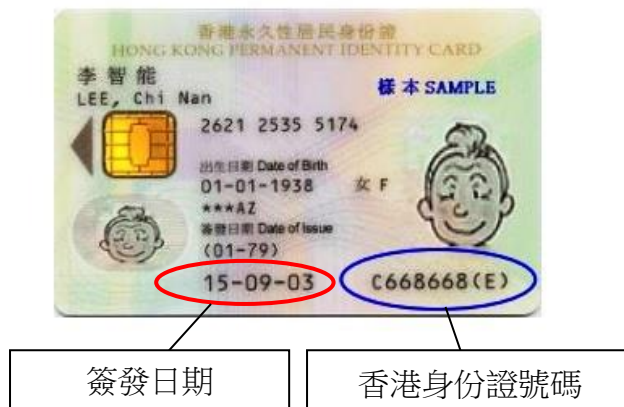 香港永久性居民身份證
HONG KONG PERMANENT IDENTITY CARD
李智能
LEE, Chi Nan
樣本 SAMPLE
2621 2535 5174
出生日期 Date of Birth
01-01-1938 女 F
***AZ
簽發日期 Date of Issue
(01-79)
15-09-03 C668668(E)
簽發日期 香港身份證號碼